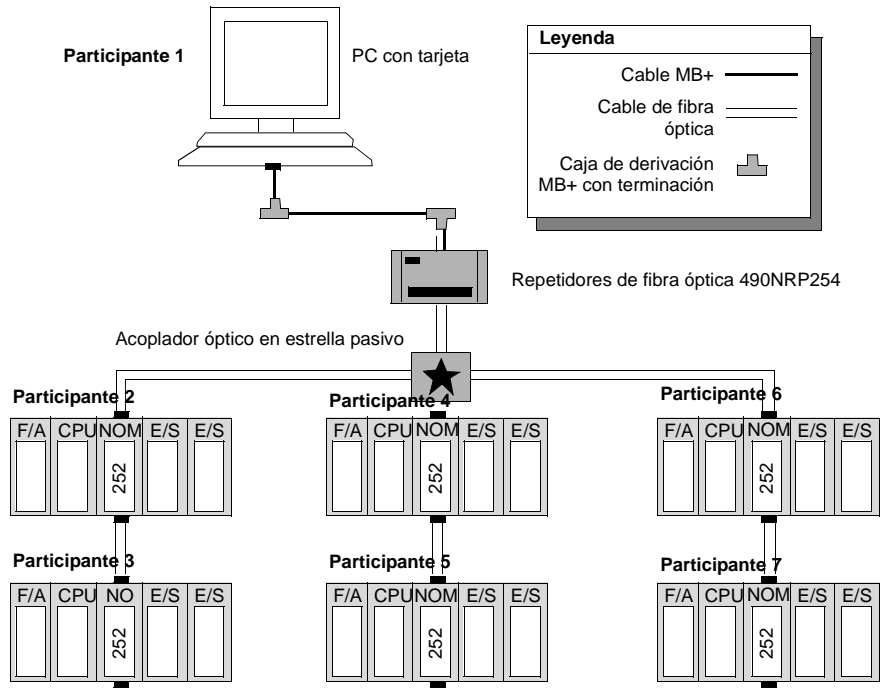 Participante 1
PC con tarjeta
Leyenda
Cable MB+
Cable de fibra
óptica
Caja de derivación
MB+ con terminación
Repetidores de fibra óptica 490NRP254
Acoplador óptico en estrella pasivo
Participante 2
F/A CPU NOM E/S E/S
252
Participante 4
F/A CPU NOM E/S E/S
252
Participante 6
F/A CPU NOM E/S E/S
252
Participante 3
F/A CPU NO E/S E/S
252
Participante 5
F/A CPU NOM E/S E/S
252
Participante 7
F/A CPU NOM E/S E/S
252